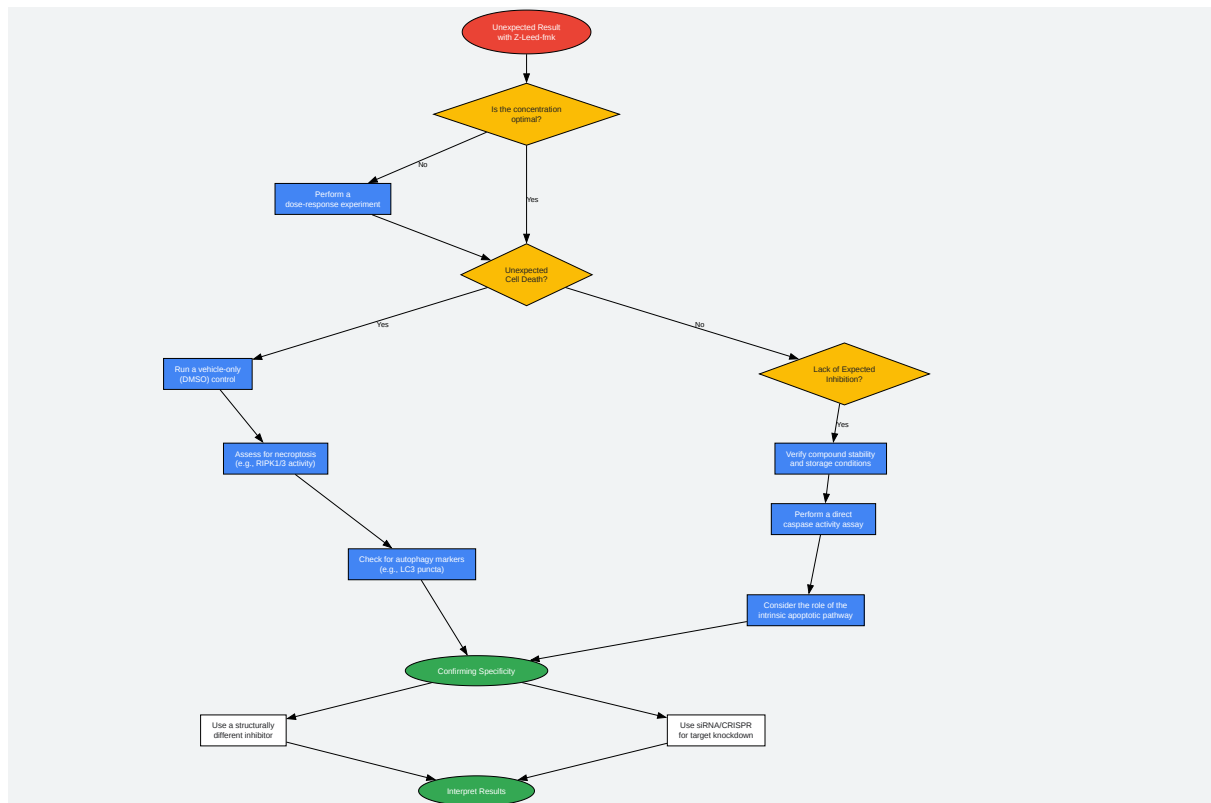 Unexpected Result
with Z-Leed-fmk
Is the concentration
optimal?
No
Perform a
dose-response experiment
Yes
Unexpected
Cell Death?
Yes
No
Run a vehicle-only
(DMSO) control
Lack of Expected
Inhibition?
Yes
Assess for necroptosis
(e.g., RIPK1/3 activity)
Verify compound stability
and storage conditions
Perform a direct
caspase activity assay
Check for autophagy markers
(e.g., LC3 puncta)
Consider the role of the
intrinsic apoptotic pathway
Confirming Specificity
Use a structurally
different inhibitor
Use siRNA/CRISPR
for target knockdown
Interpret Results